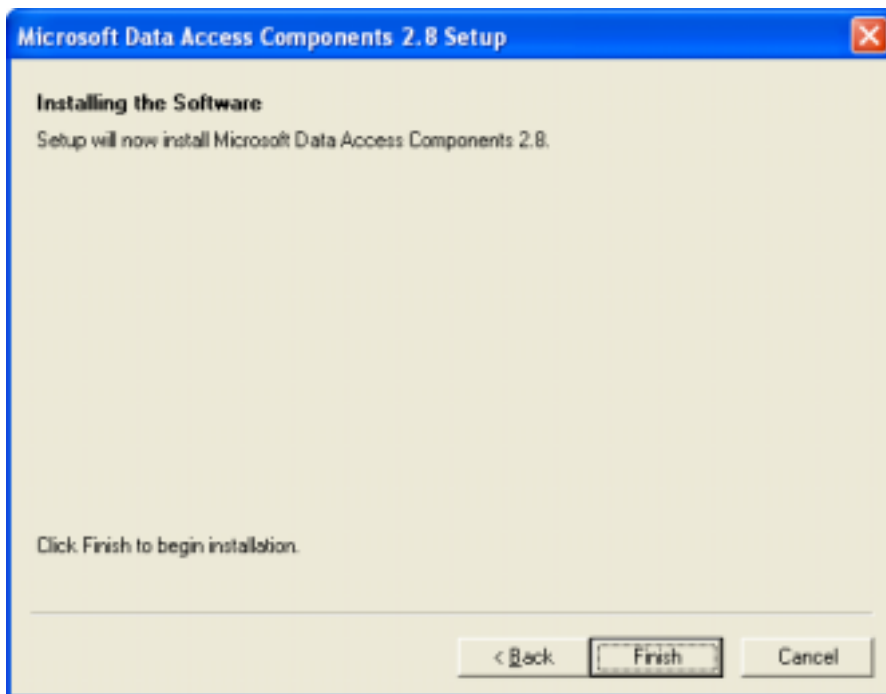 Microsoft Data Access Components 2.8 Setup
Installing the Software
Setup will now install Microsoft Data Access Components 2.8.
Click Finish to begin installation.
< Back
Finish
Cancel